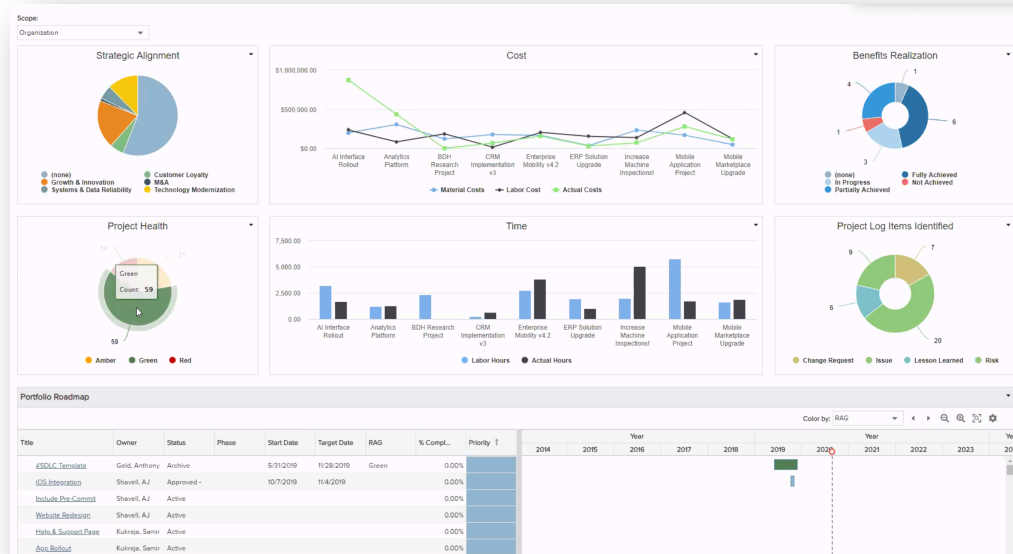 Scope:
Organization
Strategic Alignment
(none)
Customer Loyalty
Growth & Innovation
M&A
Systems & Data Reliability
Technology Modernization
Cost
$1,000,000.00
$500,000.00
$0.00
AI Interface Rollout
Analytics Platform
BDH Research Project
CRM Implementation v3
Enterprise Mobility v4.2
ERP Solution Upgrade
Increase Machine Inspections!
Mobile Application Project
Mobile Marketplace Upgrade
Material Costs
Labor Cost
Actual Costs
Benefits Realization
1
4
6
1
3
(none)
Fully Achieved
In Progress
Not Achieved
Partially Achieved
Project Health
14
Green
Count: 59
59
Amber
Green
Red
Time
7,500.00
5,000.00
2,500.00
0.00
AI Interface Rollout
Analytics Platform
BDH Research Project
CRM Implementation v3
Enterprise Mobility v4.2
ERP Solution Upgrade
Increase Machine Inspections!
Mobile Application Project
Mobile Marketplace Upgrade
Labor Hours
Actual Hours
Project Log Items Identified
9
7
6
20
Change Request
Issue
Lesson Learned
Risk
Portfolio Roadmap
Color by: RAG
Title Owner Status Phase Start Date Target Date RAG % Compl... Priority ↑
Year Year Ye
2014 2015 2016 2017 2018 2019 2020 2021 2022 2023 20
#SDLC Template Geld, Anthony Archive 5/31/2019 11/28/2019 Green 0.00%
iOS Integration Shavell, AJ Approved - 10/7/2019 11/4/2019 0.00%
Include Pre-Commit Shavell, AJ Active 0.00%
Website Redesign Shavell, AJ Active 0.00%
Help & Support Page Kukreja, Samir Active 0.00%
App Rollout Kukreja, Samir Active 0.00%